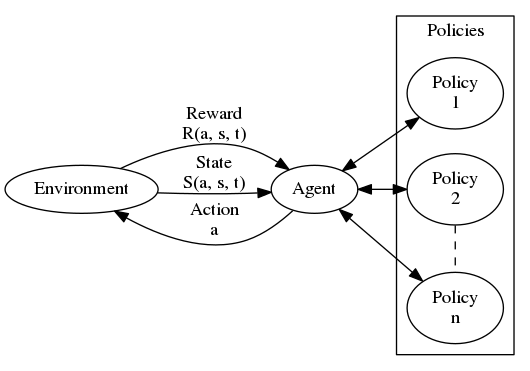 Policies
Policy
1
Reward
R(a, s, t)
State
S(a, s, t)
Environment
Agent
Policy
2
Action
a
Policy
n